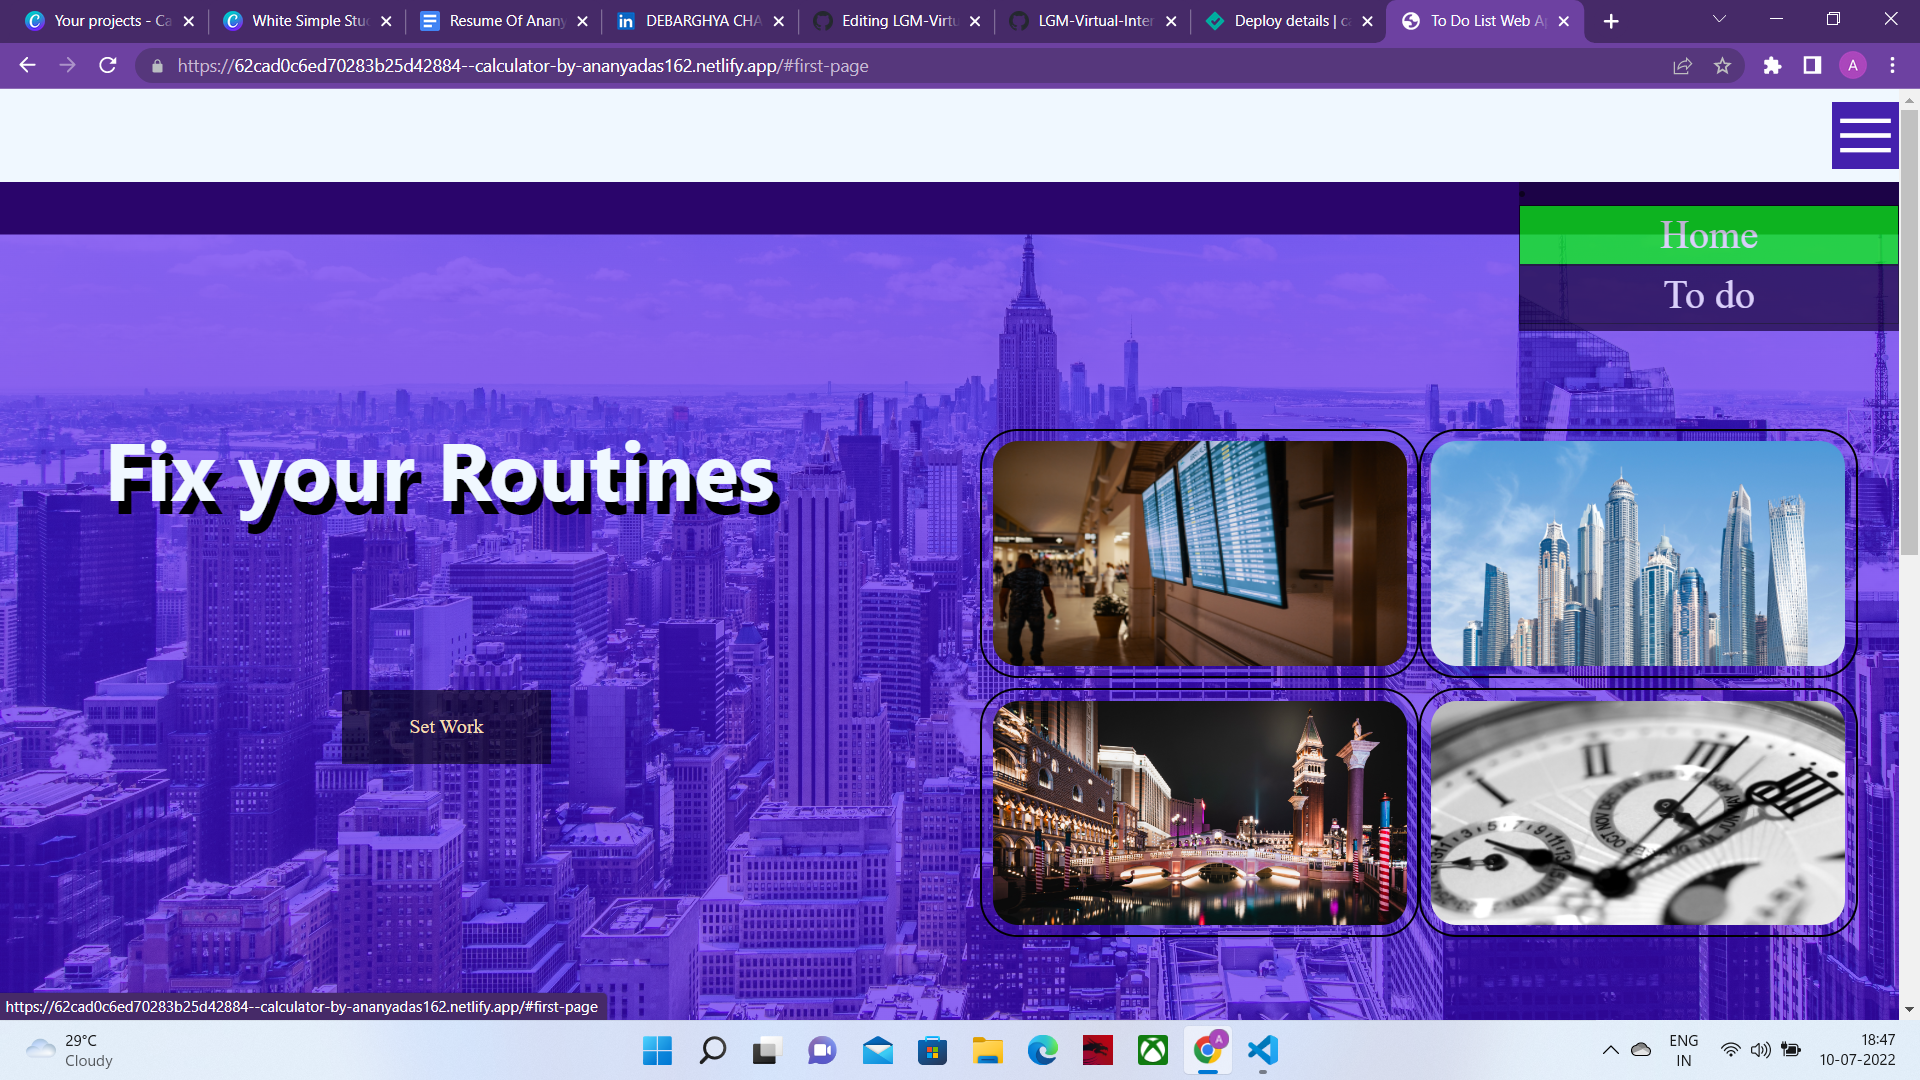 Your projects - Ca
White Simple Stu
Resume Of Anany
DEBARGHYA CHA
Editing LGM-Virtu
LGM-Virtual-Inter
Deploy details | ca
To Do List Web Ap
https://62cad0c6ed70283b25d42884--calculator-by-ananyadas162.netlify.app/#first-page
A
Home
To do
Fix your Routines
Set Work
https://62cad0c6ed70283b25d42884--calculator-by-ananyadas162.netlify.app/#first-page
29°C
Cloudy
A
ENG
IN
18:47
10-07-2022